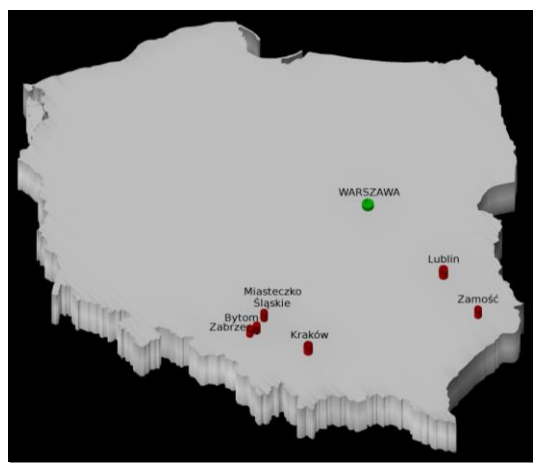 WARSZAWA
Lublin
Miasteczko
Śląskie
Zamość
Bytom
Zabrze
Kraków